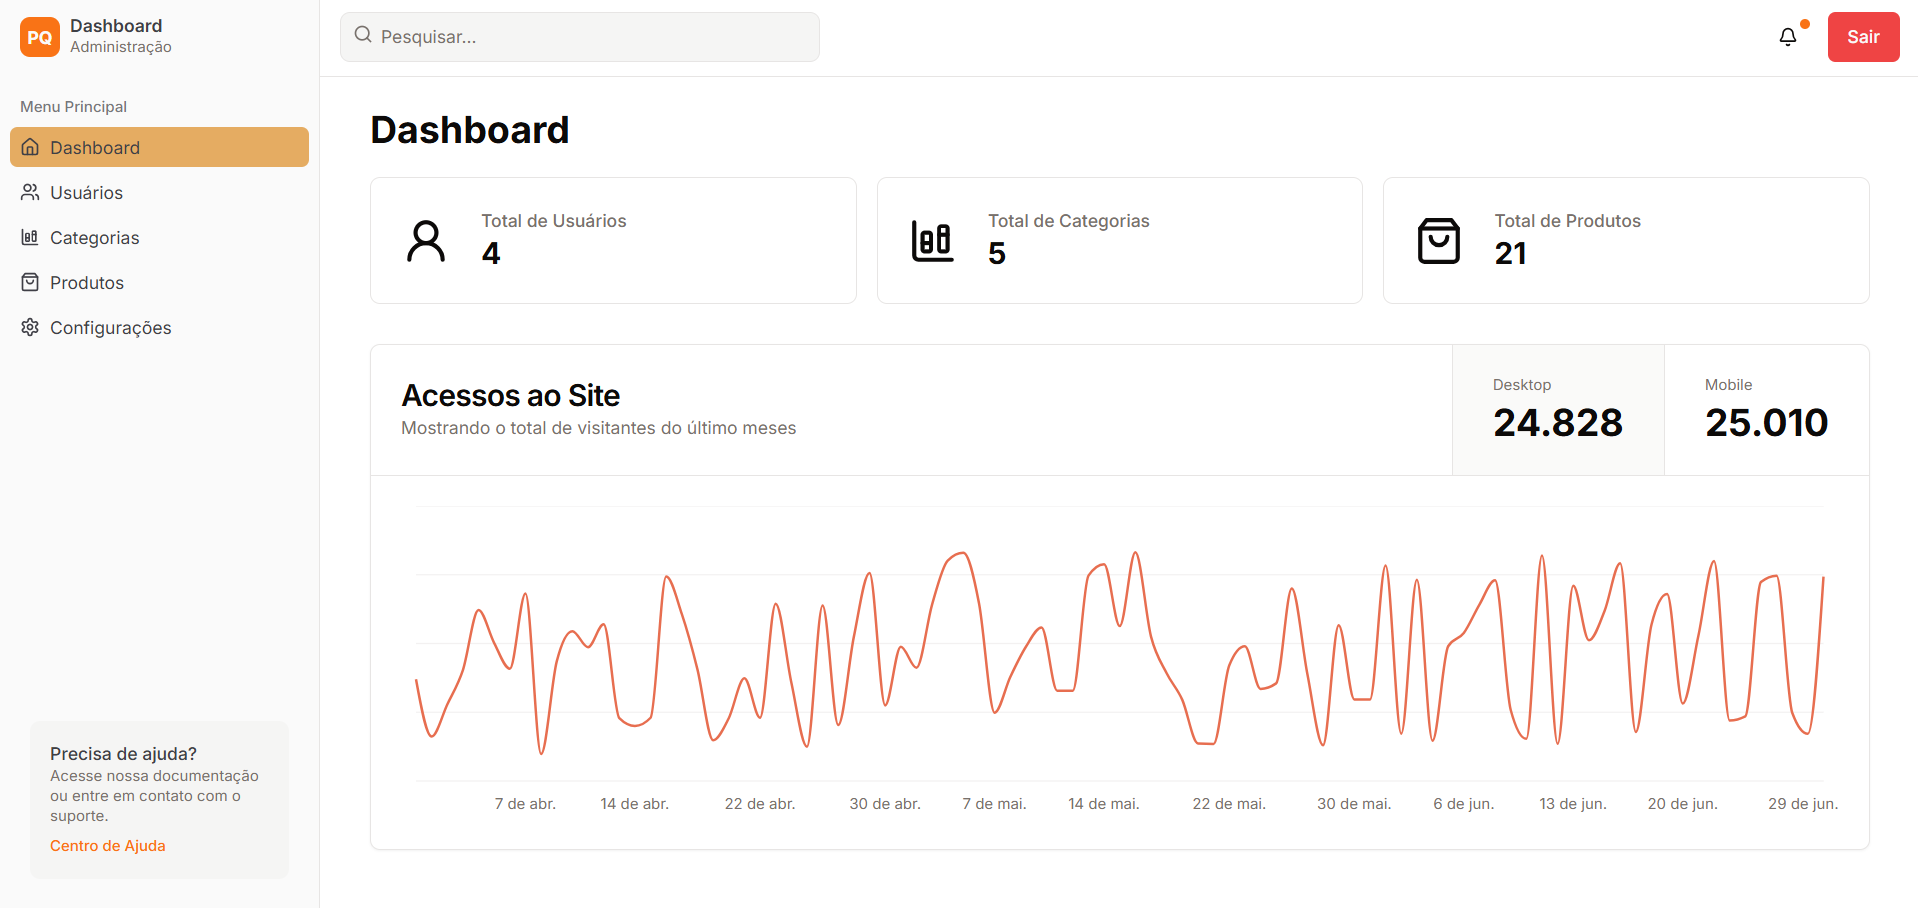 PQ
Dashboard
Administração
Menu Principal
Dashboard
Usuários
Categorias
Produtos
Configurações
Precisa de ajuda?
Acesse nossa documentação
ou entre em contato com o
suporte.
Centro de Ajuda
Pesquisar...
Sair
Dashboard
Total de Usuários
4
Total de Categorias
5
Total de Produtos
21
Acessos ao Site
Mostrando o total de visitantes do último meses
Desktop
24.828
Mobile
25.010
7 de abr. 14 de abr. 22 de abr. 30 de abr. 7 de mai. 14 de mai. 22 de mai. 30 de mai. 6 de jun. 13 de jun. 20 de jun. 29 de jun.